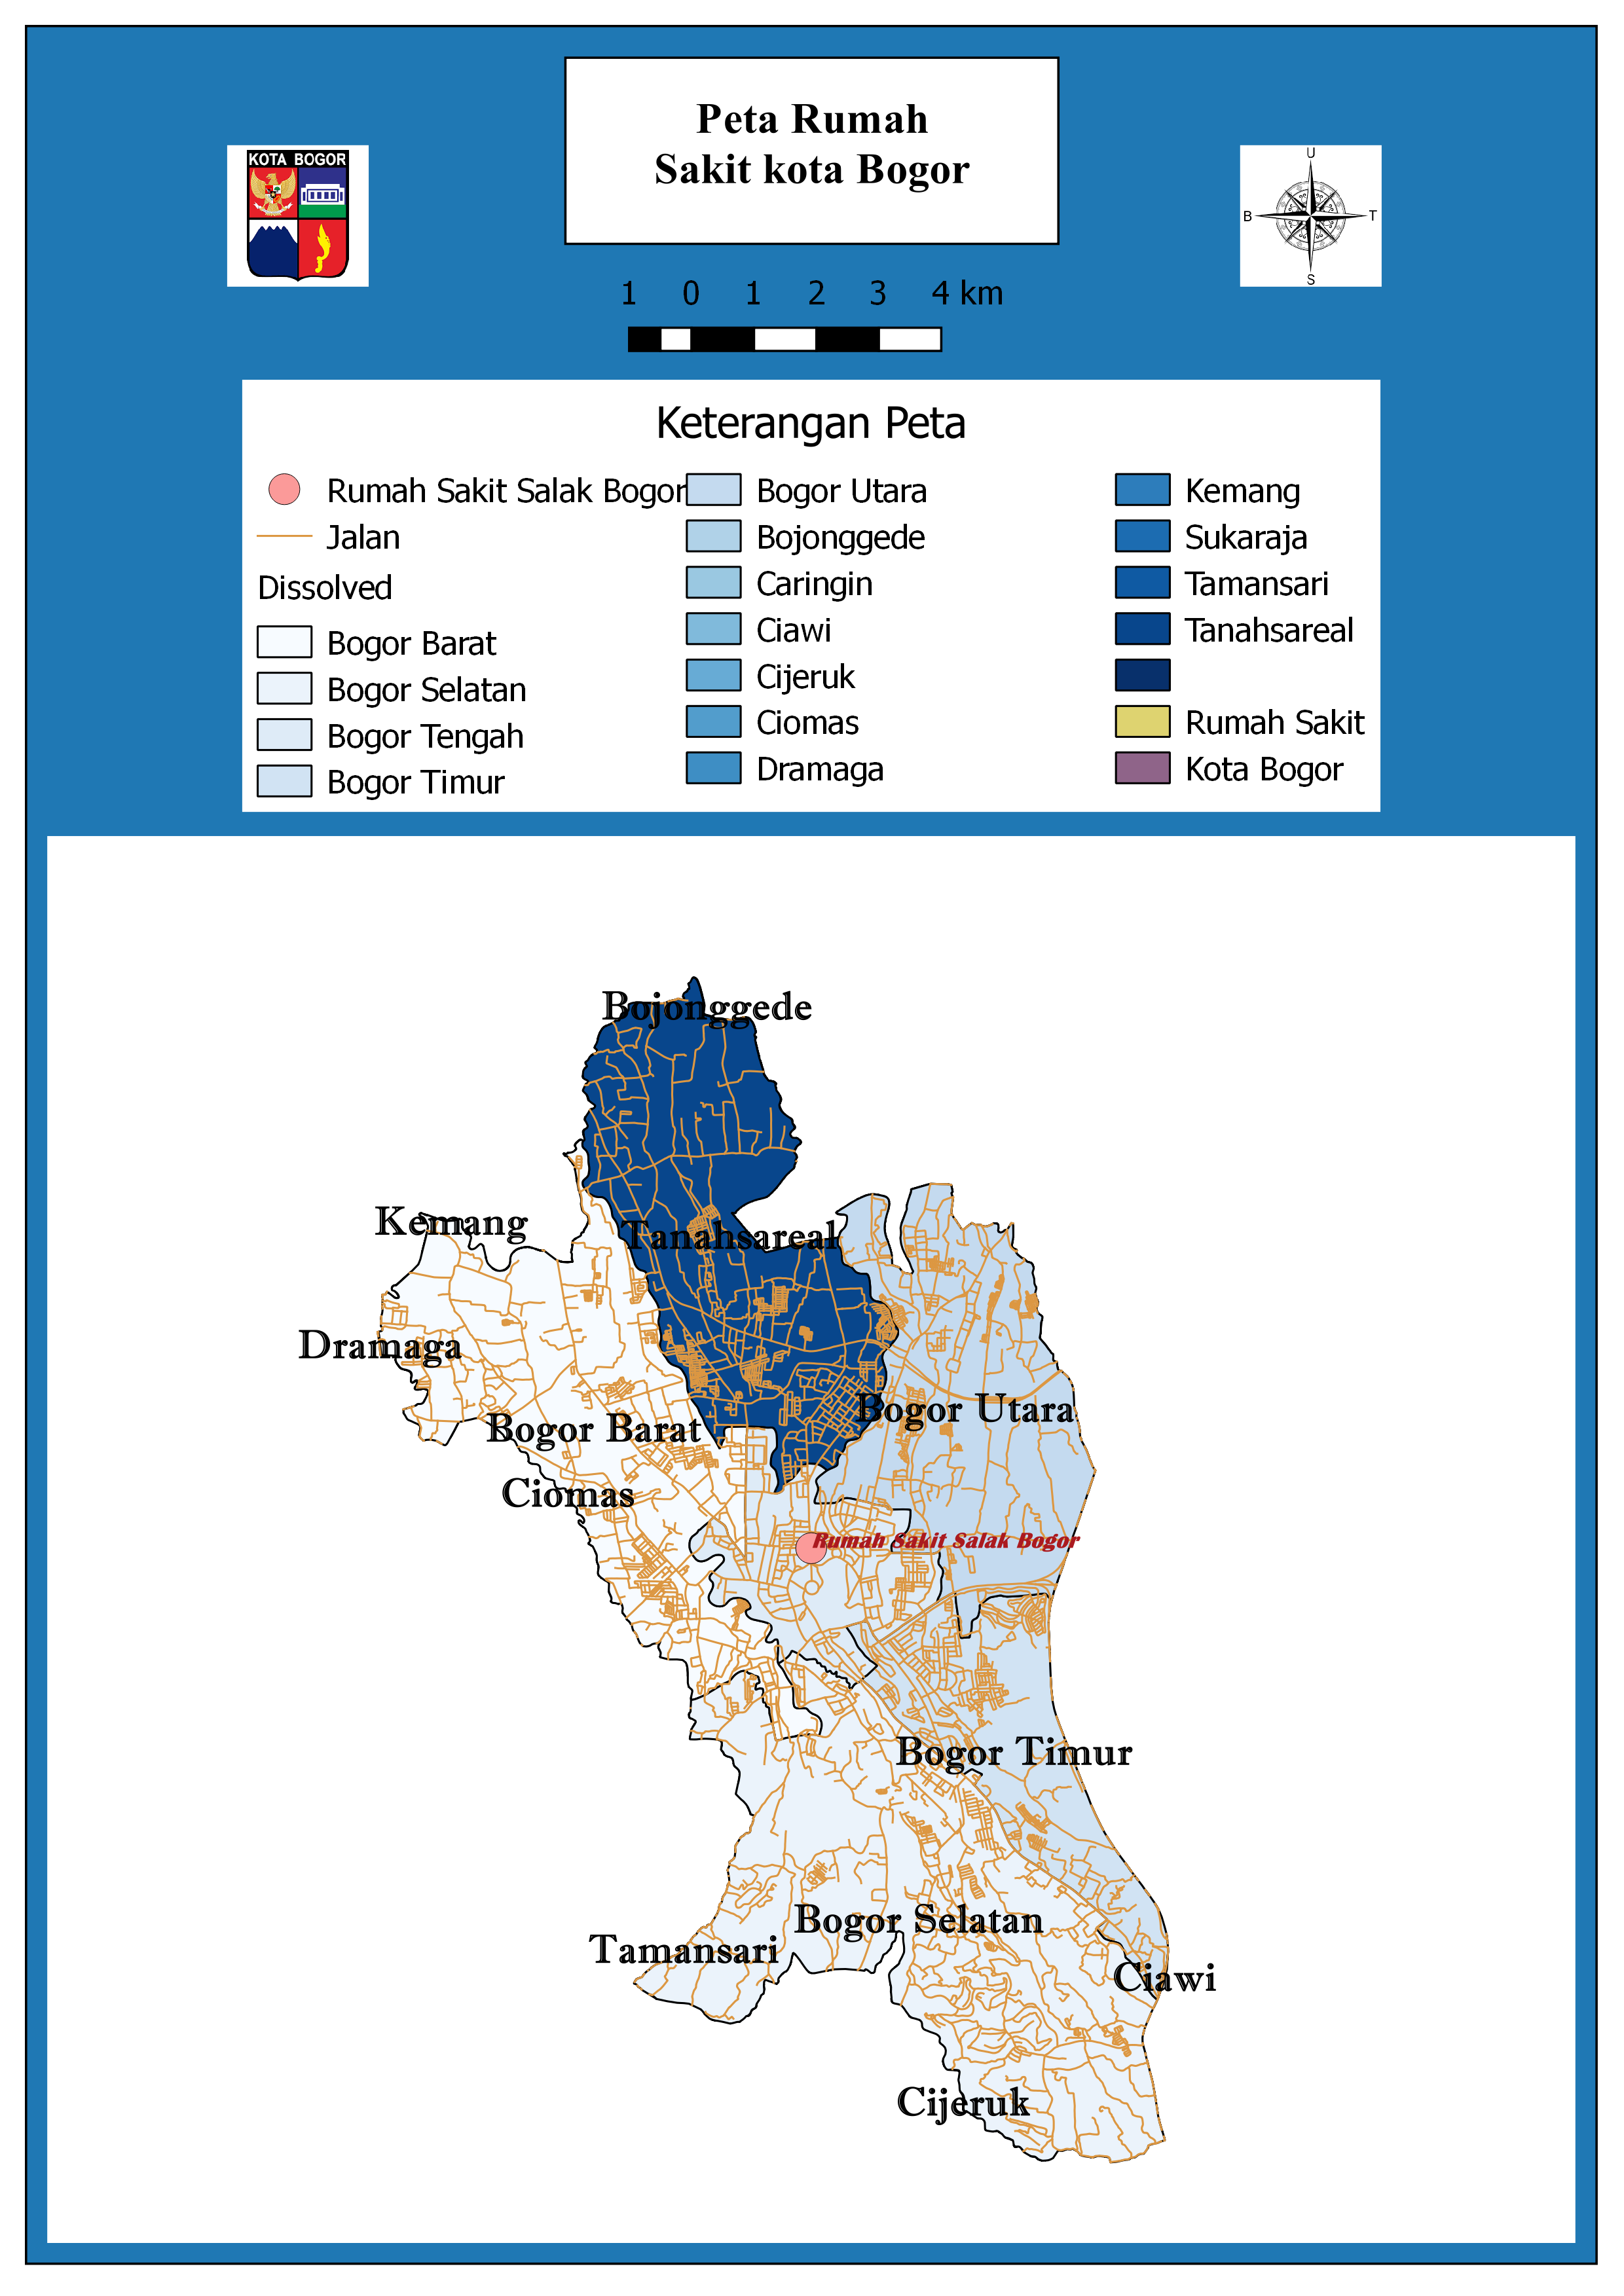 Peta Rumah
Sakit kota Bogor
KOTA BOGOR
U
B
T
S
1 0 1 2 3 4 km
Keterangan Peta
Rumah Sakit Salak Bogor
Jalan
Dissolved
Bogor Barat
Bogor Selatan
Bogor Tengah
Bogor Timur
Bogor Utara
Bojonggede
Caringin
Ciawi
Cijeruk
Ciomas
Dramaga
Kemang
Sukaraja
Tamansari
Tanahsareal
Rumah Sakit
Kota Bogor
Bojonggede
Kemang
Tanahsareal
Dramaga
Bogor Utara
Bogor Barat
Ciomas
Rumah Sakit Salak Bogor
Bogor Timur
Bogor Selatan
Tamansari
Ciawi
Cijeruk